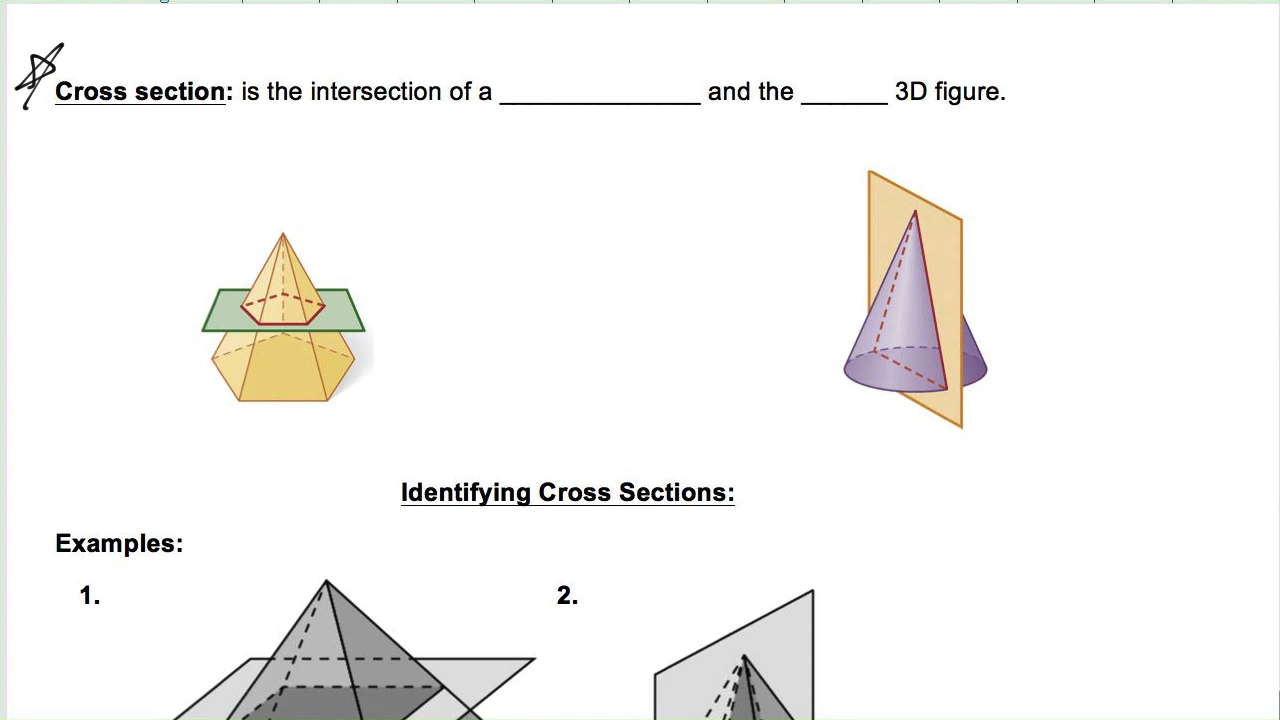 Cross section: is the intersection of a ______________ and the ______ 3D figure.
Identifying Cross Sections:
Examples:
1. 2.